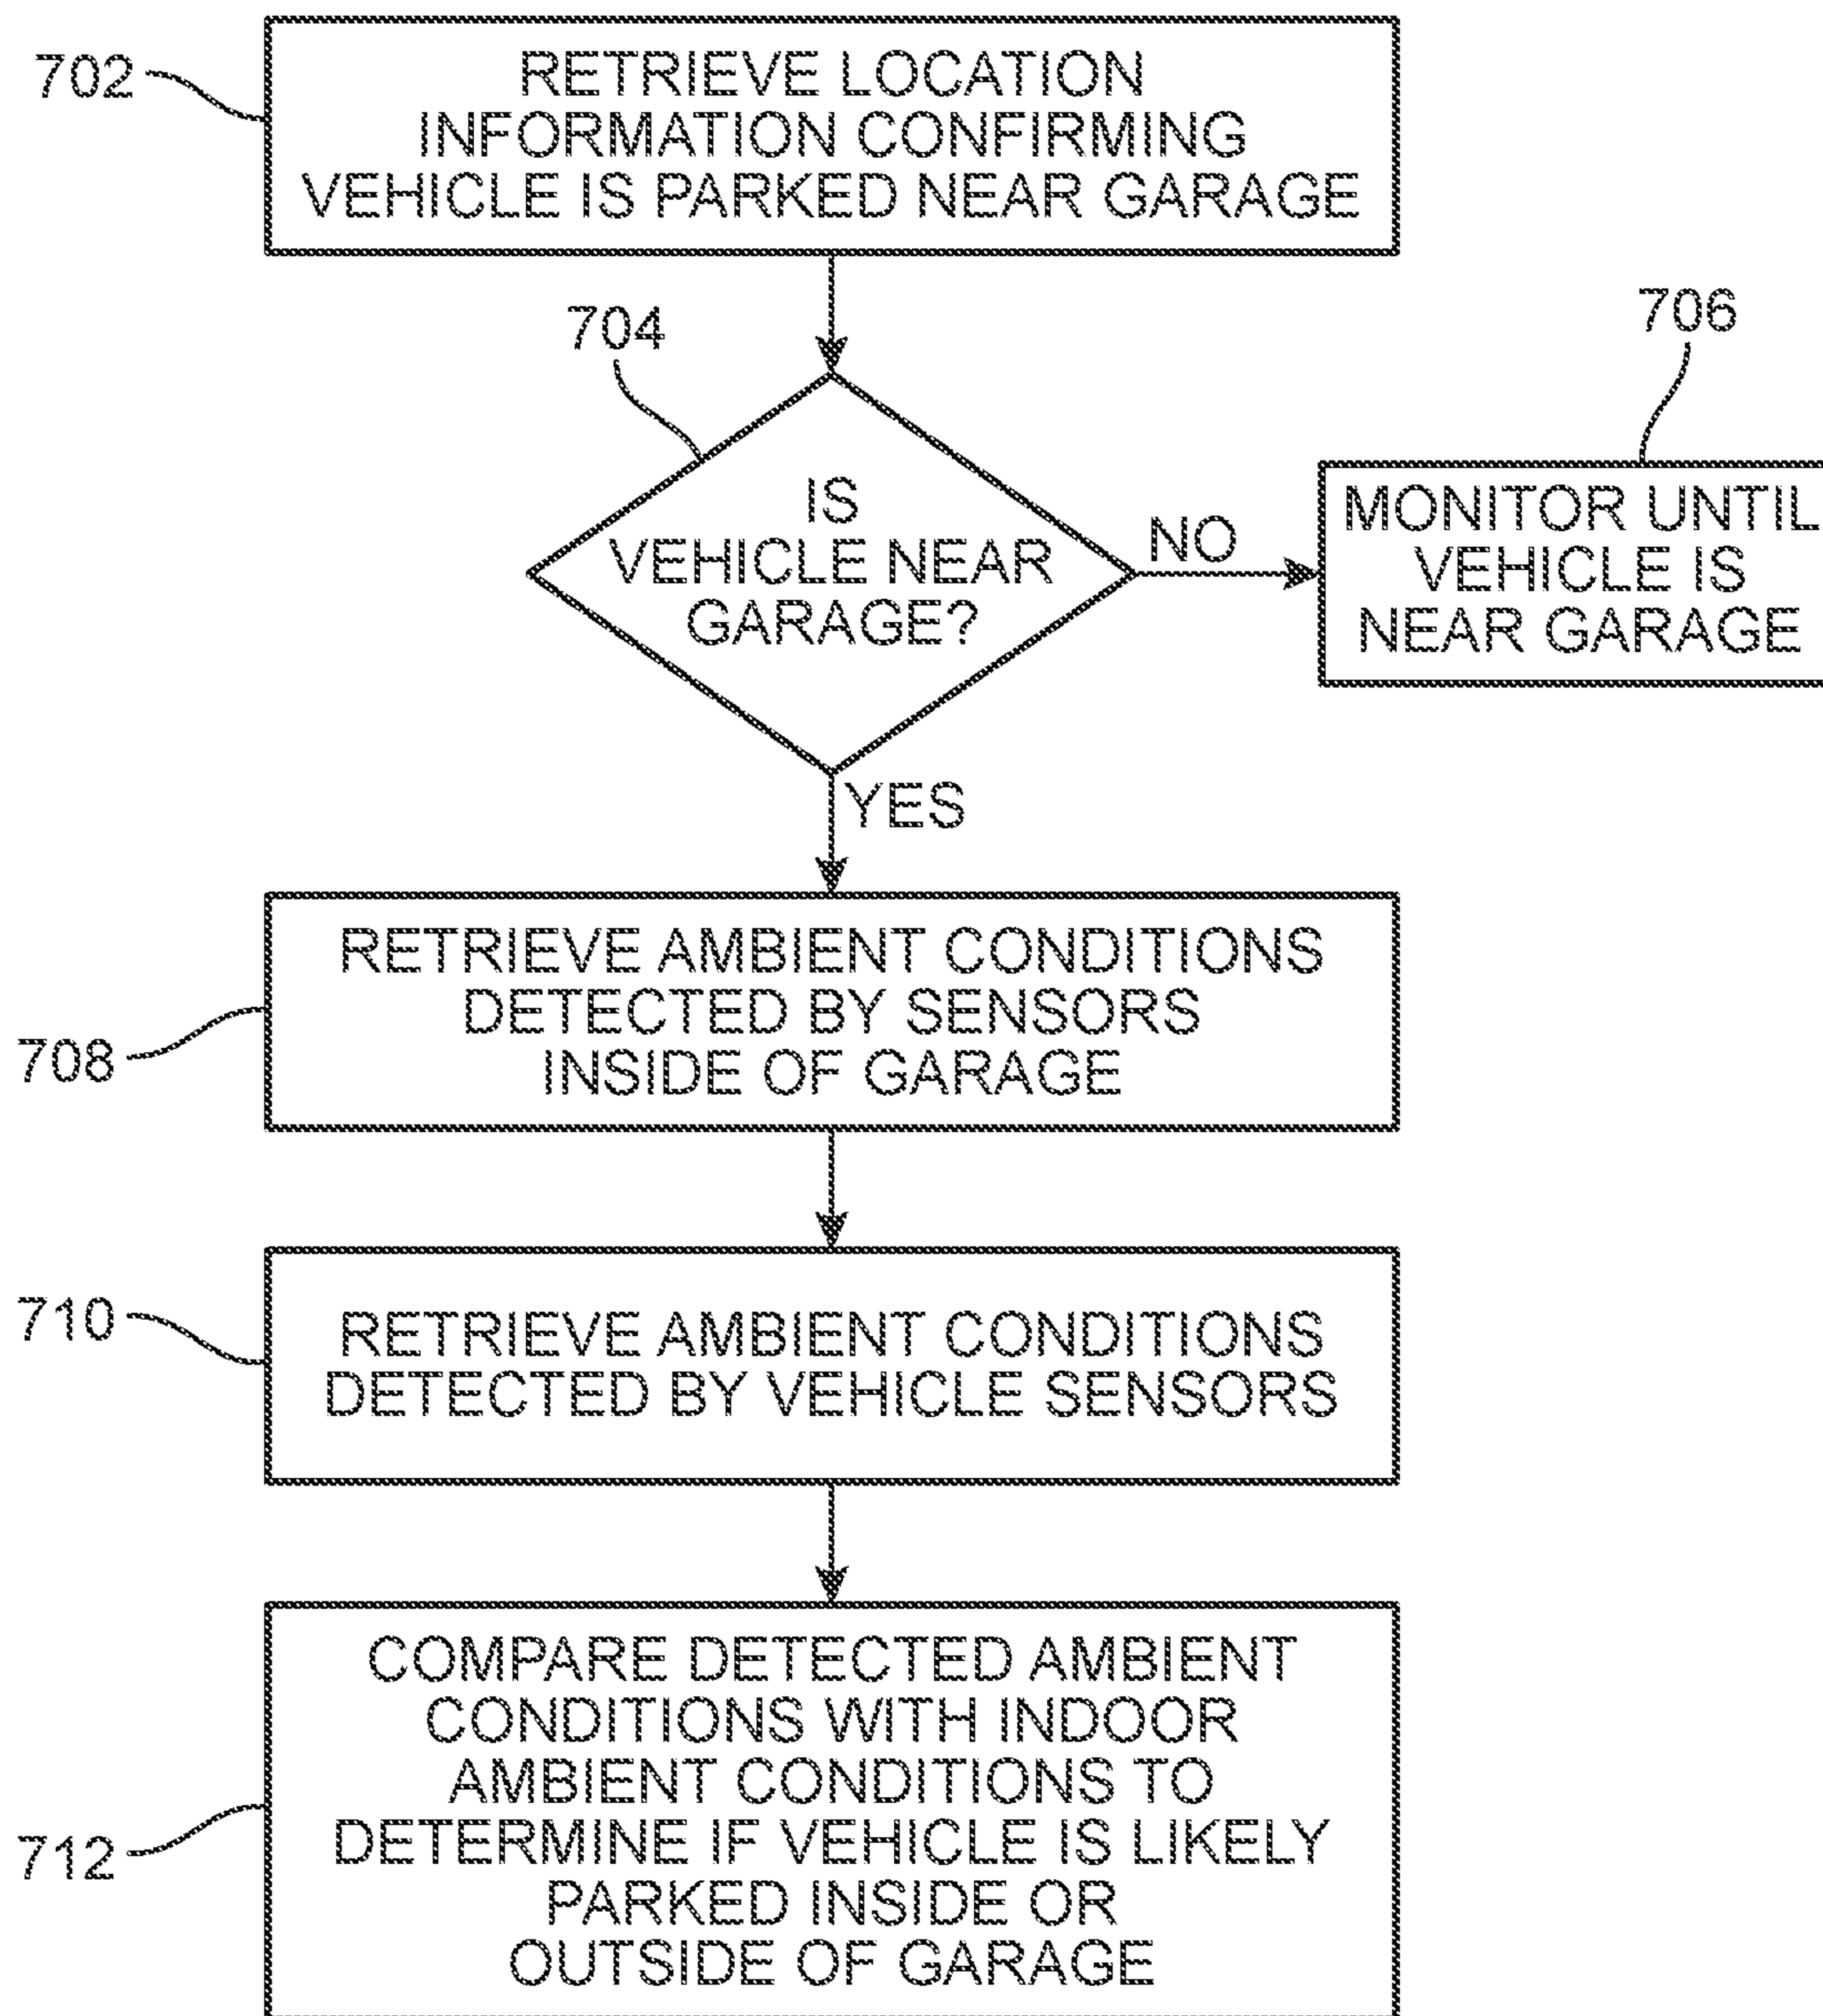 702
RETRIEVE LOCATION
INFORMATION CONFIRMING
VEHICLE IS PARKED NEAR GARAGE
704
706
IS
VEHICLE NEAR
GARAGE?
NO
MONITOR UNTIL
VEHICLE IS
NEAR GARAGE
YES
708
RETRIEVE AMBIENT CONDITIONS
DETECTED BY SENSORS
INSIDE OF GARAGE
710
RETRIEVE AMBIENT CONDITIONS
DETECTED BY VEHICLE SENSORS
712
COMPARE DETECTED AMBIENT
CONDITIONS WITH INDOOR
AMBIENT CONDITIONS TO
DETERMINE IF VEHICLE IS LIKELY
PARKED INSIDE OR
OUTSIDE OF GARAGE